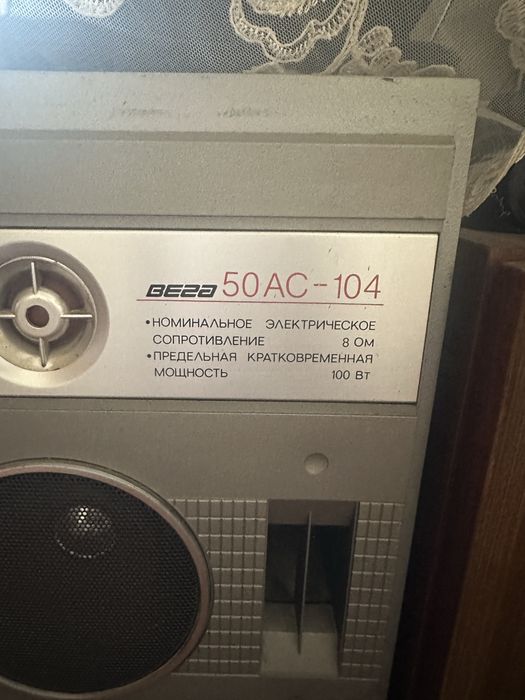 ВЕГА 50АС-104
•НОМИНАЛЬНОЕ ЭЛЕКТРИЧЕСКОЕ
СОПРОТИВЛЕНИЕ 8 ОМ
•ПРЕДЕЛЬНАЯ КРАТКОВРЕМЕННАЯ
МОЩНОСТЬ 100 Вт